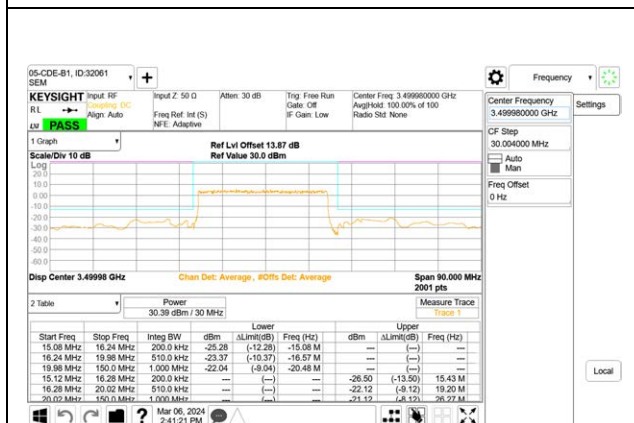 05-CDE-B1, ID:32061
SEM
Frequency
KEYSIGHT Input: RF Input Z: 50 Ω Atten: 30 dB Trig: Free Run Center Freq: 3.499980000 GHz
RL Coupling: DC Gate: Off Avg|Hold: 100.00% of 100
Align: Auto Freq Ref: Int (S) IF Gain: Low Radio Std: None
LXI PASS NFE: Adaptive
Center Frequency
3.499980000 GHz
Settings
CF Step
30.004000 MHz
Auto
Man
Freq Offset
0 Hz
Local
1 Graph
Ref Lvl Offset 13.87 dB
Scale/Div 10 dB Ref Value 30.0 dBm
Log
20.0
10.0
0.00
-10.0
-20.0
-30.0
-40.0
-50.0
-60.0
Disp Center 3.49998 GHz Chan Det: Average , #Offs Det: Average Span 90.000 MHz
2001 pts
2 Table Power Measure Trace
30.39 dBm / 30 MHz Trace 1
Lower Upper
Start Freq Stop Freq Integ BW dBm ΔLimit(dB) Freq (Hz) dBm ΔLimit(dB) Freq (Hz)
15.08 MHz 16.24 MHz 200.0 kHz -25.28 (-12.28) -15.08 M --- (---) ---
16.24 MHz 19.98 MHz 510.0 kHz -23.37 (-10.37) -16.57 M --- (---) ---
19.98 MHz 150.0 MHz 1.000 MHz -22.04 (-9.04) -20.48 M --- (---) ---
15.12 MHz 16.28 MHz 200.0 kHz --- (---) --- -26.50 (-13.50) 15.43 M
16.28 MHz 20.02 MHz 510.0 kHz --- (---) --- -22.12 (-9.12) 19.20 M
20.02 MHz 150.0 MHz 1.000 MHz --- (---) --- -21.12 (-8.12) 26.27 M
Mar 06, 2024
2:41:21 PM